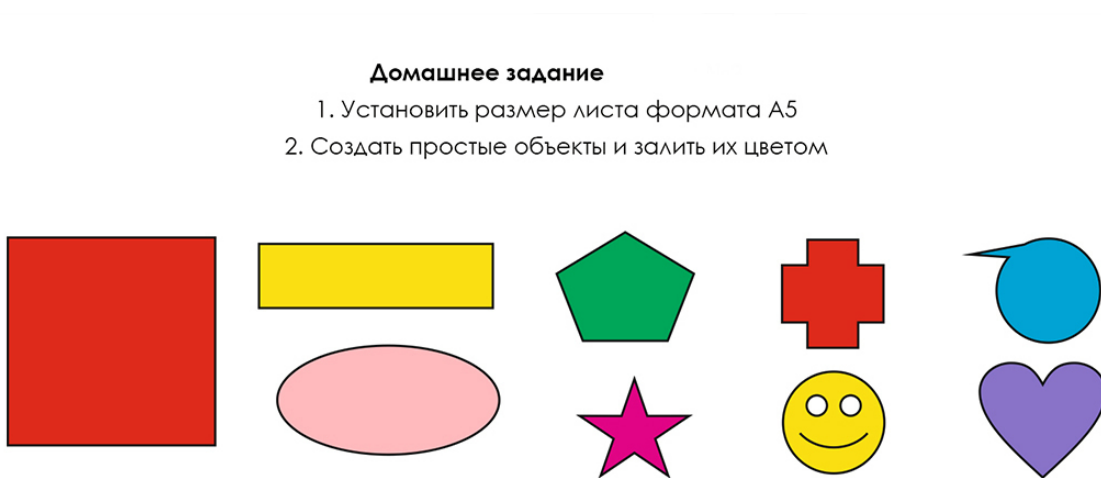 Домашнее задание
1. Установить размер листа формата А5
2. Создать простые объекты и залить их цветом